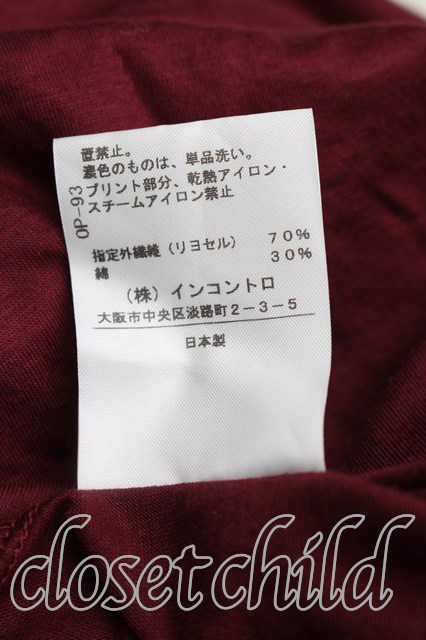 置禁止。
濃色のものは、単品洗い。
プリント部分、乾熱アイロン・
スチームアイロン禁止
OP-93
指定外繊維（リヨセル） 70%
綿 30%
（株）インコントロ
大阪市中央区淡路町2-3-5
日本製
closet child